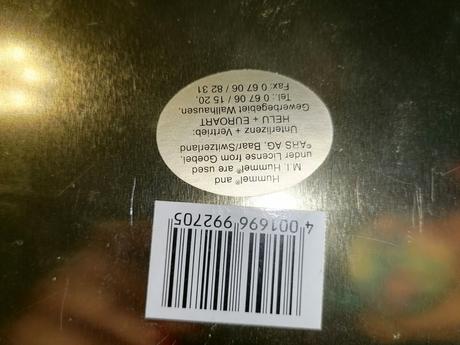 Hummel® and
M.I. Hummel® are used
under License from Goebel.
©ARS AG, Baar/Switzerland
Unterlizenz + Vertrieb:
HELU + EUROART
Gewerbegebiet Wallhausen.
Tel.: 0 67 06 / 15 20.
Fax: 0 67 06 / 82 31
4 001696 992705